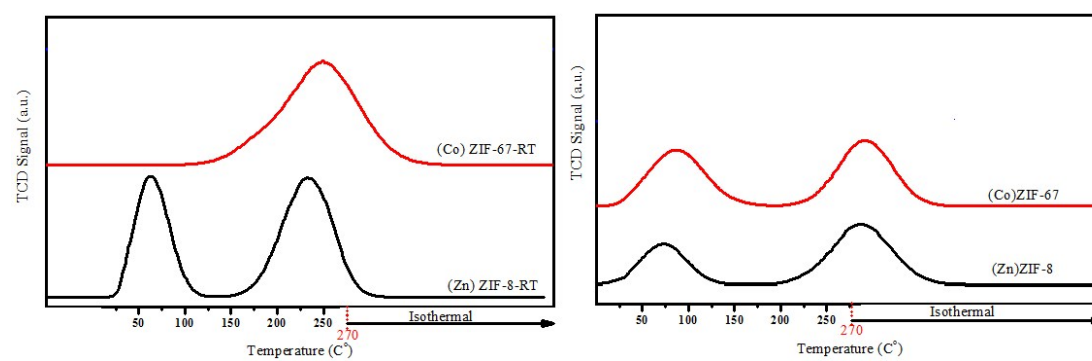 TCD Signal (a.u.)
(Co) ZIF-67-RT
(Zn) ZIF-8-RT
50 100 150 200 250
270
Isothermal
Temperature (C°)
TCD Signal (a.u.)
(Co)ZIF-67
(Zn)ZIF-8
50 100 150 200 250
270
Isothermal
Temperature (C°)